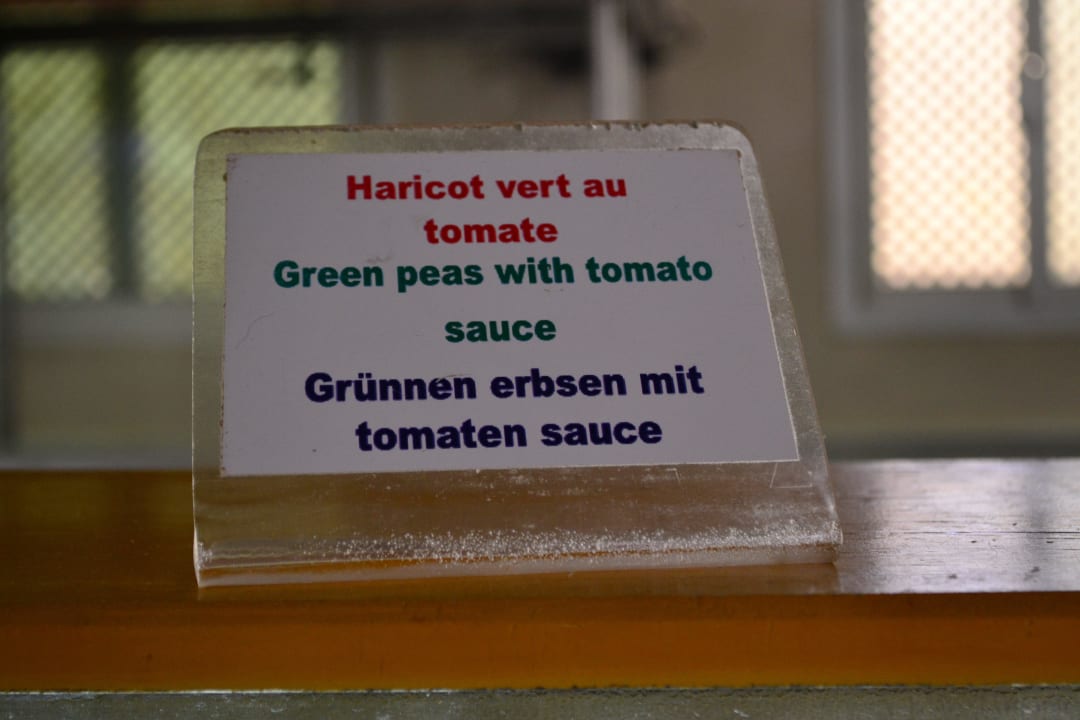 Haricot vert au
tomate
Green peas with tomato
sauce
Grünnen erbsen mit
tomaten sauce